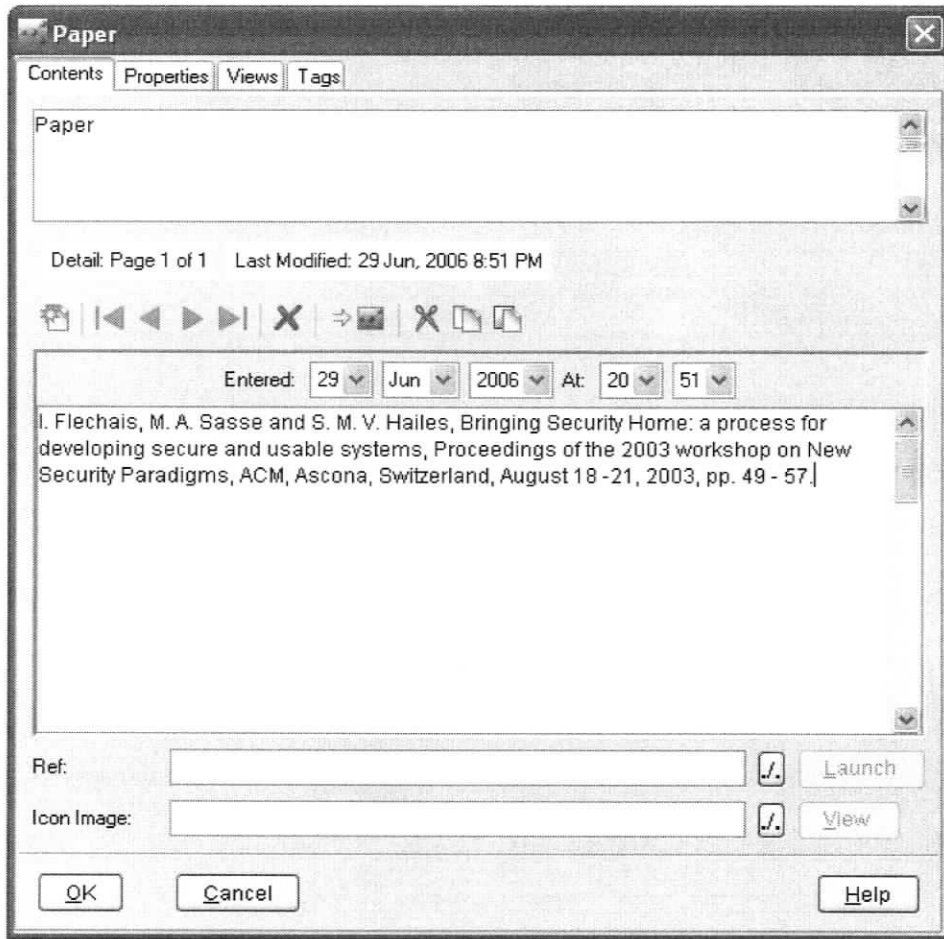 Paper
Contents Properties Views Tags
Paper
Detail: Page 1 of 1 Last Modified: 29 Jun, 2006 8:51 PM
Entered: 29 Jun 2006 At: 20 51
I. Flechais, M. A. Sasse and S. M. V. Hailes, Bringing Security Home: a process for
developing secure and usable systems, Proceedings of the 2003 workshop on New
Security Paradigms, ACM, Ascona, Switzerland, August 18 -21, 2003, pp. 49 - 57.
Ref: ./. Launch
Icon Image: ./. View
OK Cancel Help